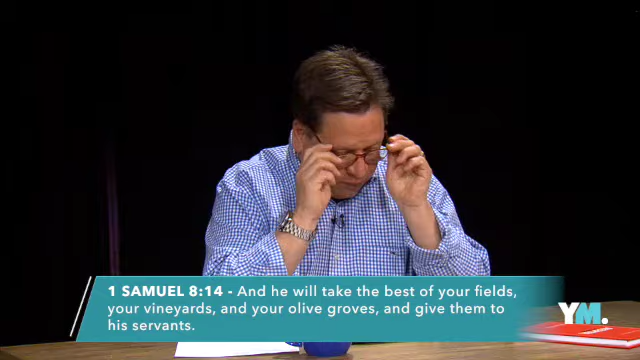 1 SAMUEL 8:14 - And he will take the best of your fields,
your vineyards, and your olive groves, and give them to
his servants.
YM.